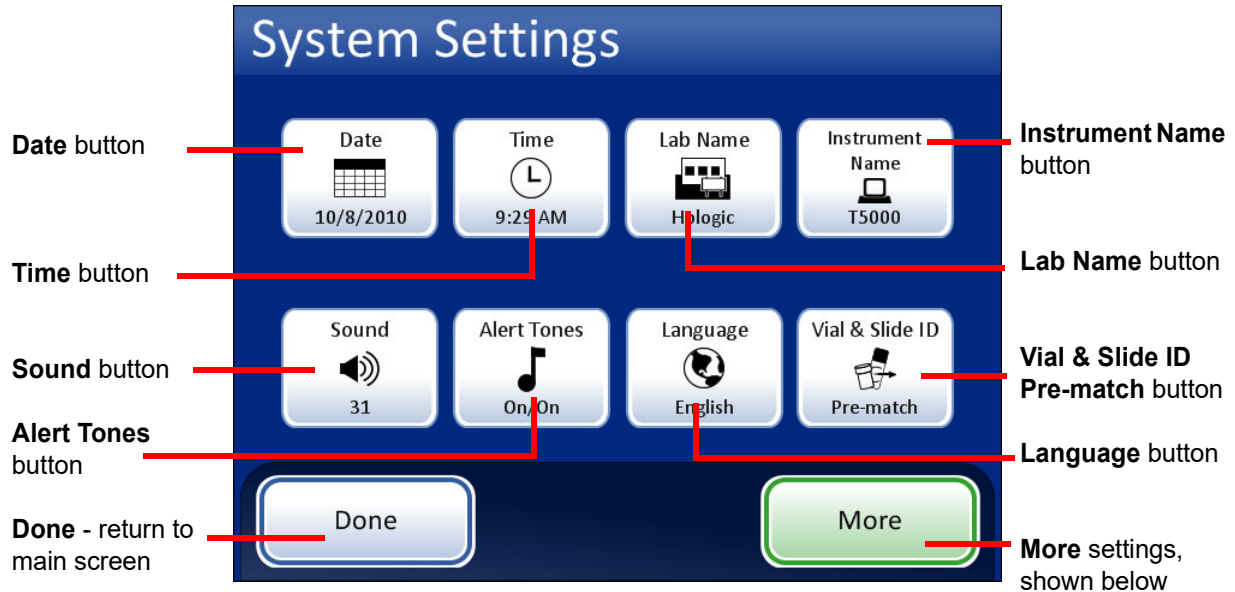 System Settings
Date button
Date
10/8/2010
Time
9:29 AM
Lab Name
Hologic
Instrument
Name
T5000
Instrument Name
button
Time button
Lab Name button
Sound button
Sound
31
Alert Tones
On/On
Language
English
Vial & Slide ID
Pre-match
Vial & Slide ID
Pre-match button
Alert Tones
button
Language button
Done - return to
main screen
Done
More
More settings,
shown below